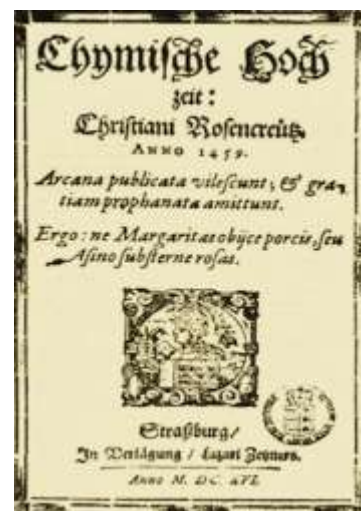 Chymische Hoch
zeit:
Christiani Rosencreütz.
ANNO 1459.
Arcana publicata vilescunt; & gra-
tiam prophanata amittunt.
Ergo: ne Margaritas obijce porcis, seu
Asino substerne rosas.
Straßburg/
In Verlägung / Lazari Zetzners.
Anno M. DC. XVI.